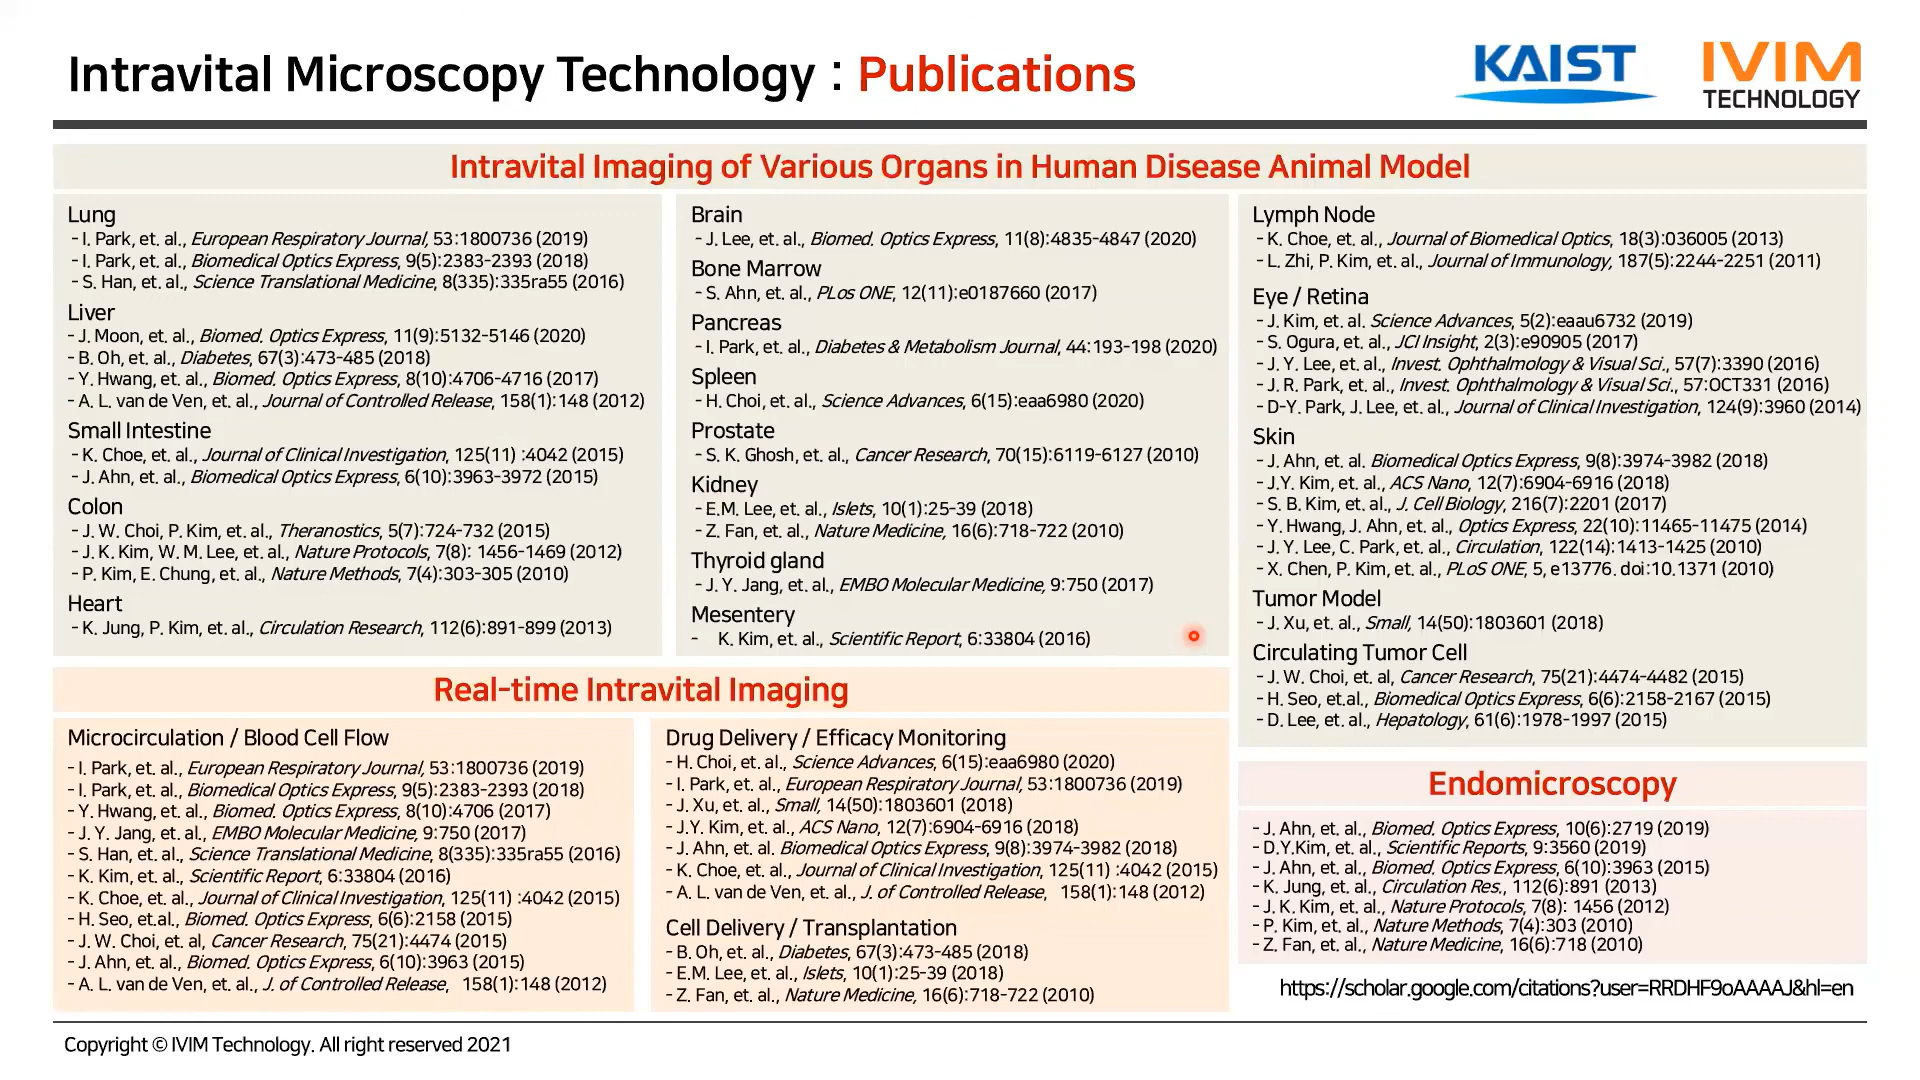 Intravital Microscopy Technology : Publications
KAIST
IVIM
TECHNOLOGY
Intravital Imaging of Various Organs in Human Disease Animal Model
Lung
- I. Park, et. al., European Respiratory Journal, 53:1800736 (2019)
- I. Park, et. al., Biomedical Optics Express, 9(5):2383-2393 (2018)
- S. Han, et. al., Science Translational Medicine, 8(335):335ra55 (2016)
Liver
- J. Moon, et. al., Biomed. Optics Express, 11(9):5132-5146 (2020)
- B. Oh, et. al., Diabetes, 67(3):473-485 (2018)
- Y. Hwang, et. al., Biomed. Optics Express, 8(10):4706-4716 (2017)
- A. L. van de Ven, et. al., Journal of Controlled Release, 158(1):148 (2012)
Small Intestine
- K. Choe, et. al., Journal of Clinical Investigation, 125(11) :4042 (2015)
- J. Ahn, et. al., Biomedical Optics Express, 6(10):3963-3972 (2015)
Colon
- J. W. Choi, P. Kim, et. al., Theranostics, 5(7):724-732 (2015)
- J. K. Kim, W. M. Lee, et. al., Nature Protocols, 7(8): 1456-1469 (2012)
- P. Kim, E. Chung, et. al., Nature Methods, 7(4):303-305 (2010)
Heart
- K. Jung, P. Kim, et. al., Circulation Research, 112(6):891-899 (2013)
Brain
- J. Lee, et. al., Biomed. Optics Express, 11(8):4835-4847 (2020)
Bone Marrow
- S. Ahn, et. al., PLos ONE, 12(11):e0187660 (2017)
Pancreas
- I. Park, et. al., Diabetes & Metabolism Journal, 44:193-198 (2020)
Spleen
- H. Choi, et. al., Science Advances, 6(15):eaa6980 (2020)
Prostate
- S. K. Ghosh, et. al., Cancer Research, 70(15):6119-6127 (2010)
Kidney
- E.M. Lee, et. al., Islets, 10(1):25-39 (2018)
- Z. Fan, et. al., Nature Medicine, 16(6):718-722 (2010)
Thyroid gland
- J. Y. Jang, et. al., EMBO Molecular Medicine, 9:750 (2017)
Mesentery
- K. Kim, et. al., Scientific Report, 6:33804 (2016)
Lymph Node
- K. Choe, et. al., Journal of Biomedical Optics, 18(3):036005 (2013)
- L. Zhi, P. Kim, et. al., Journal of Immunology, 187(5):2244-2251 (2011)
Eye / Retina
- J. Kim, et. al. Science Advances, 5(2):eaau6732 (2019)
- S. Ogura, et. al., JCI Insight, 2(3):e90905 (2017)
- J. Y. Lee, et. al., Invest. Ophthalmology & Visual Sci., 57(7):3390 (2016)
- J. R. Park, et. al., Invest. Ophthalmology & Visual Sci., 57:OCT331 (2016)
- D-Y. Park, J. Lee, et. al., Journal of Clinical Investigation, 124(9):3960 (2014)
Skin
- J. Ahn, et. al. Biomedical Optics Express, 9(8):3974-3982 (2018)
- J.Y. Kim, et. al., ACS Nano, 12(7):6904-6916 (2018)
- S. B. Kim, et. al., J. Cell Biology, 216(7):2201 (2017)
- Y. Hwang, J. Ahn, et. al., Optics Express, 22(10):11465-11475 (2014)
- J. Y. Lee, C. Park, et. al., Circulation, 122(14):1413-1425 (2010)
- X. Chen, P. Kim, et. al., PLoS ONE, 5, e13776. doi:10.1371 (2010)
Tumor Model
- J. Xu, et. al., Small, 14(50):1803601 (2018)
Circulating Tumor Cell
- J. W. Choi, et. al, Cancer Research, 75(21):4474-4482 (2015)
- H. Seo, et.al., Biomedical Optics Express, 6(6):2158-2167 (2015)
- D. Lee, et. al., Hepatology, 61(6):1978-1997 (2015)
Real-time Intravital Imaging
Microcirculation / Blood Cell Flow
- I. Park, et. al., European Respiratory Journal, 53:1800736 (2019)
- I. Park, et. al., Biomedical Optics Express, 9(5):2383-2393 (2018)
- Y. Hwang, et. al., Biomed. Optics Express, 8(10):4706 (2017)
- J. Y. Jang, et. al., EMBO Molecular Medicine, 9:750 (2017)
- S. Han, et. al., Science Translational Medicine, 8(335):335ra55 (2016)
- K. Kim, et. al., Scientific Report, 6:33804 (2016)
- K. Choe, et. al., Journal of Clinical Investigation, 125(11) :4042 (2015)
- H. Seo, et.al., Biomed. Optics Express, 6(6):2158 (2015)
- J. W. Choi, et. al, Cancer Research, 75(21):4474 (2015)
- J. Ahn, et. al., Biomed. Optics Express, 6(10):3963 (2015)
- A. L. van de Ven, et. al., J. of Controlled Release, 158(1):148 (2012)
Drug Delivery / Efficacy Monitoring
- H. Choi, et. al., Science Advances, 6(15):eaa6980 (2020)
- I. Park, et. al., European Respiratory Journal, 53:1800736 (2019)
- J. Xu, et. al., Small, 14(50):1803601 (2018)
- J.Y. Kim, et. al., ACS Nano, 12(7):6904-6916 (2018)
- J. Ahn, et. al. Biomedical Optics Express, 9(8):3974-3982 (2018)
- K. Choe, et. al., Journal of Clinical Investigation, 125(11) :4042 (2015)
- A. L. van de Ven, et. al., J. of Controlled Release, 158(1):148 (2012)
Cell Delivery / Transplantation
- B. Oh, et. al., Diabetes, 67(3):473-485 (2018)
- E.M. Lee, et. al., Islets, 10(1):25-39 (2018)
- Z. Fan, et. al., Nature Medicine, 16(6):718-722 (2010)
Endomicroscopy
- J. Ahn, et. al., Biomed. Optics Express, 10(6):2719 (2019)
- D.Y.Kim, et. al., Scientific Reports, 9:3560 (2019)
- J. Ahn, et. al., Biomed. Optics Express, 6(10):3963 (2015)
- K. Jung, et. al., Circulation Res., 112(6):891 (2013)
- J. K. Kim, et. al., Nature Protocols, 7(8): 1456 (2012)
- P. Kim, et. al., Nature Methods, 7(4):303 (2010)
- Z. Fan, et. al., Nature Medicine, 16(6):718 (2010)
https://scholar.google.com/citations?user=RRDHF9oAAAAJ&hl=en
Copyright © IVIM Technology. All right reserved 2021